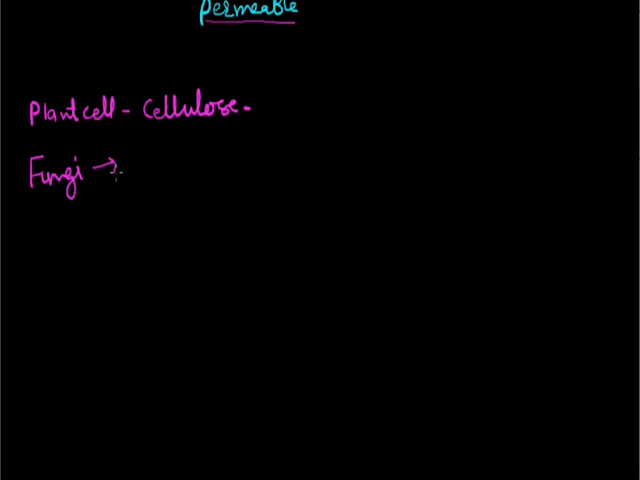 Permeable
Plant cell - Cellulose.
Fungi →